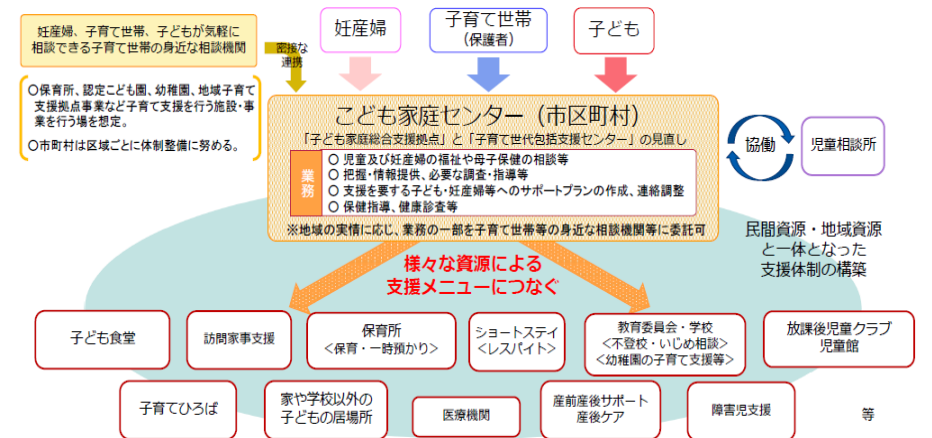 妊産婦、子育て世帯、子どもが気軽に
相談できる子育て世帯の身近な相談機関
〇保育所、認定こども園、幼稚園、地域子育て
支援拠点事業など子育て支援を行う施設・事
業を行う場を想定。
〇市町村は区域ごとに体制整備に努める。
密接な
連携
妊産婦
子育て世帯
(保護者)
子ども
こども家庭センター（市区町村）
「子ども家庭総合支援拠点」と「子育て世代包括支援センター」の見直し
業務
〇 児童及び妊産婦の福祉や母子保健の相談等
〇 把握・情報提供、必要な調査・指導等
〇 支援を要する子ども・妊産婦等へのサポートプランの作成、連絡調整
〇 保健指導、健康診査等
※地域の実情に応じ、業務の一部を子育て世帯等の身近な相談機関等に委託可
協働
児童相談所
民間資源・地域資源
と一体となった
支援体制の構築
様々な資源による
支援メニューにつなぐ
子ども食堂
訪問家事支援
保育所
<保育・一時預かり>
ショートステイ
<レスパイト>
教育委員会・学校
<不登校・いじめ相談>
<幼稚園の子育て支援等>
放課後児童クラブ
児童館
子育てひろば
家や学校以外の
子どもの居場所
医療機関
産前産後サポート
産後ケア
障害児支援
等